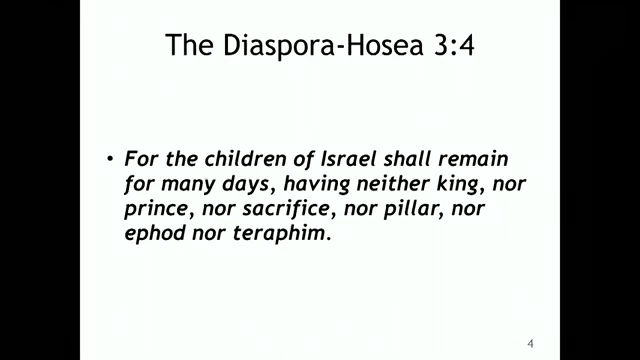 The Diaspora-Hosea 3:4
• For the children of Israel shall remain
for many days, having neither king, nor
prince, nor sacrifice, nor pillar, nor
ephod nor teraphim.
4